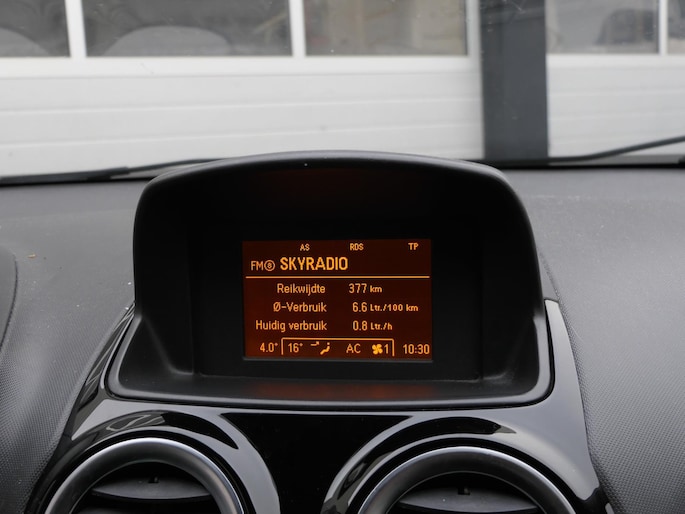 AS RDS TP
FM⑧ SKYRADIO
Reikwijdte 377 km
Ø-Verbruik 6.6 Ltr./100 km
Huidig verbruik 0.8 Ltr./h
4.0° 16° AC 1 10:30